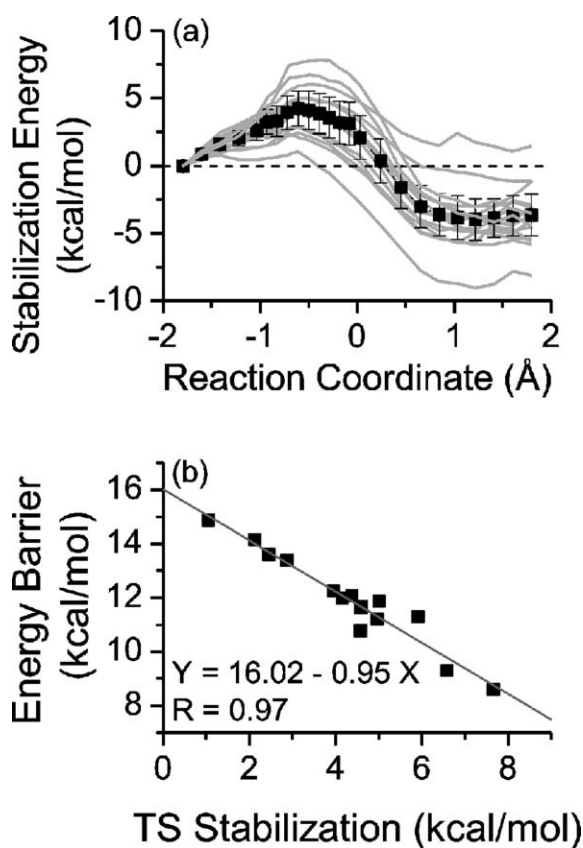 (a)
10
5
0
-5
-10
Stabilization Energy
(kcal/mol)
-2 -1 0 1 2
Reaction Coordinate (Å)
(b)
16
14
12
10
8
Energy Barrier
(kcal/mol)
Y = 16.02 - 0.95 X
R = 0.97
0 2 4 6 8
TS Stabilization (kcal/mol)